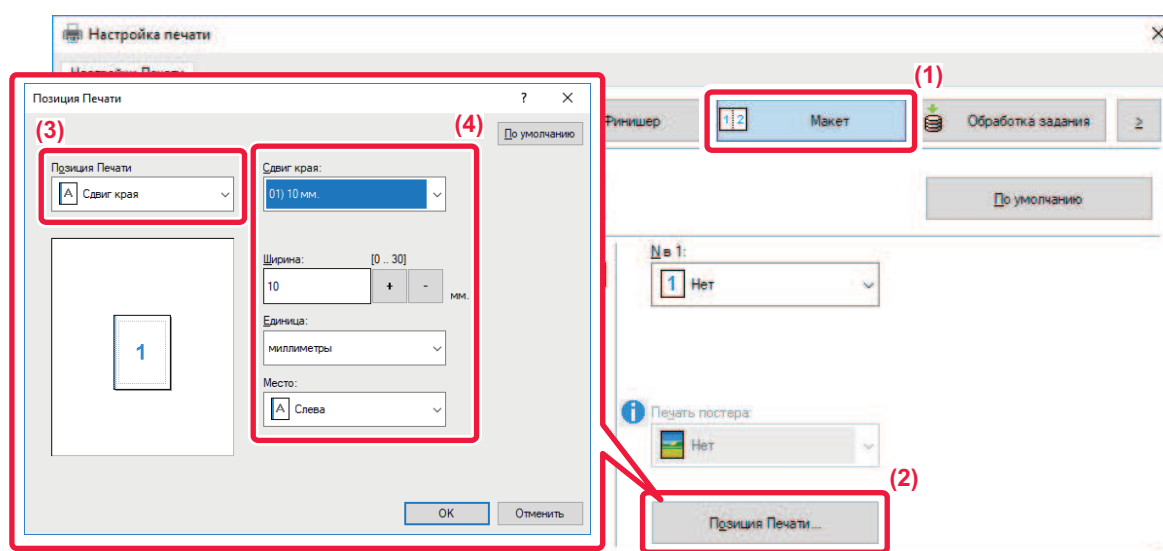 Настройка печати
(1)
Позиция Печати
? X
(3)
(4)
По умолчанию
Финишер
1 2 Макет
Обработка задания
≥
Позиция Печати
A Сдвиг края
Сдвиг края:
01) 10 мм.
По умолчанию
Ширина: [0 .. 30]
10 + - мм.
N в 1:
1 Нет
Единица:
миллиметры
1
Место:
A Слева
Печать постера:
Нет
(2)
OK
Отменить
Позиция Печати...